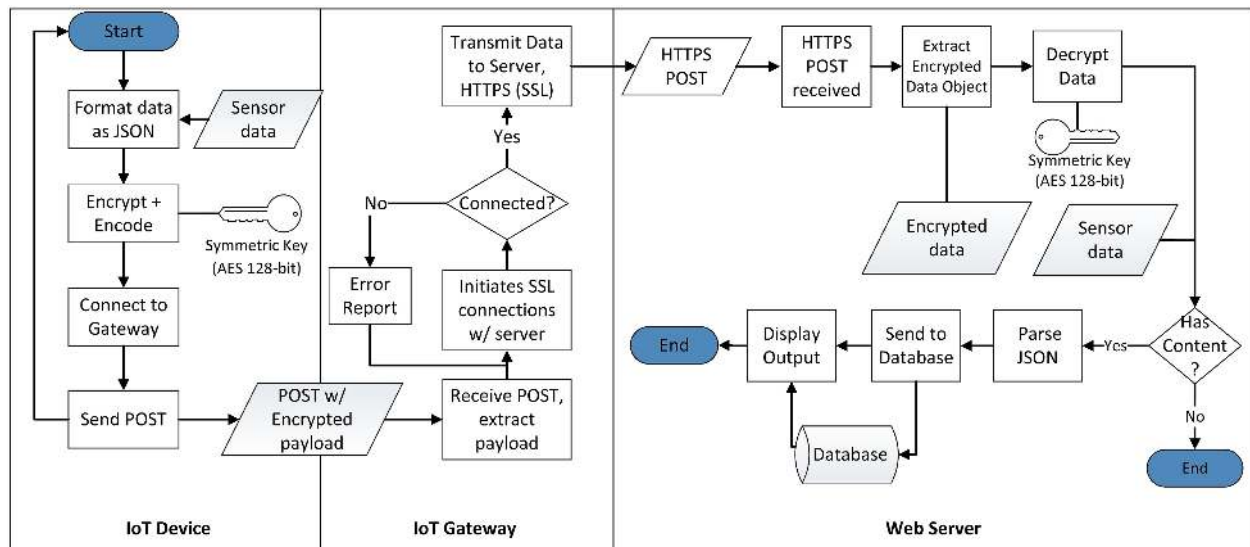 Start
Format data
as JSON
Sensor
data
Encrypt +
Encode
Symmetric Key
(AES 128-bit)
Connect to
Gateway
Send POST
POST w/
Encrypted
payload
IoT Device
Transmit Data
to Server,
HTTPS (SSL)
Yes
Connected?
No
Error
Report
Initiates SSL
connections
w/ server
Receive POST,
extract
payload
IoT Gateway
HTTPS
POST
HTTPS
POST
received
Extract
Encrypted
Data Object
Decrypt
Data
Symmetric Key
(AES 128-bit)
Encrypted
data
Sensor
data
Has
Content
?
Yes
No
End
Parse
JSON
Send to
Database
Display
Output
End
Database
Web Server